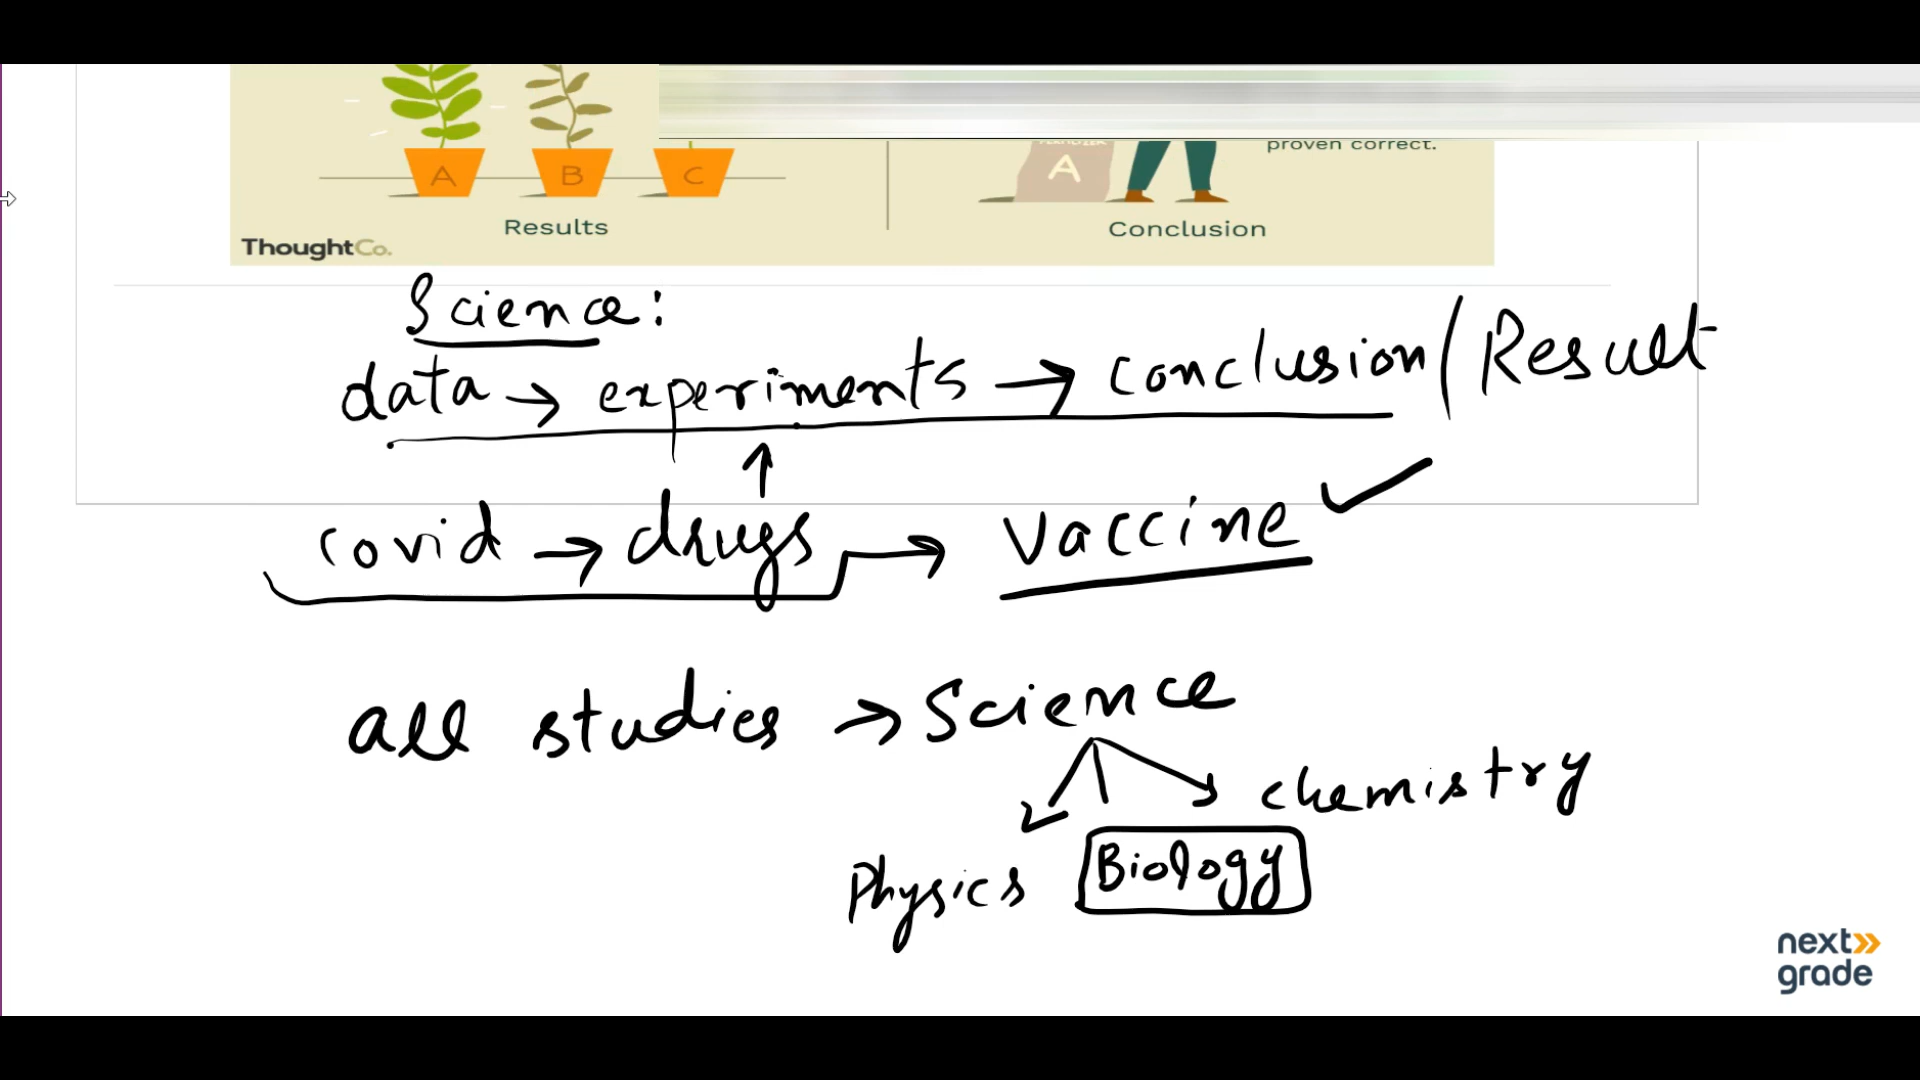 proven correct.
A
A B C
Results
Conclusion
ThoughtCo.
Science:
data → experiments → conclusion / Result
covid → drugs → vaccine ✓
all studies → Science
chemistry
Physics Biology
next
grade